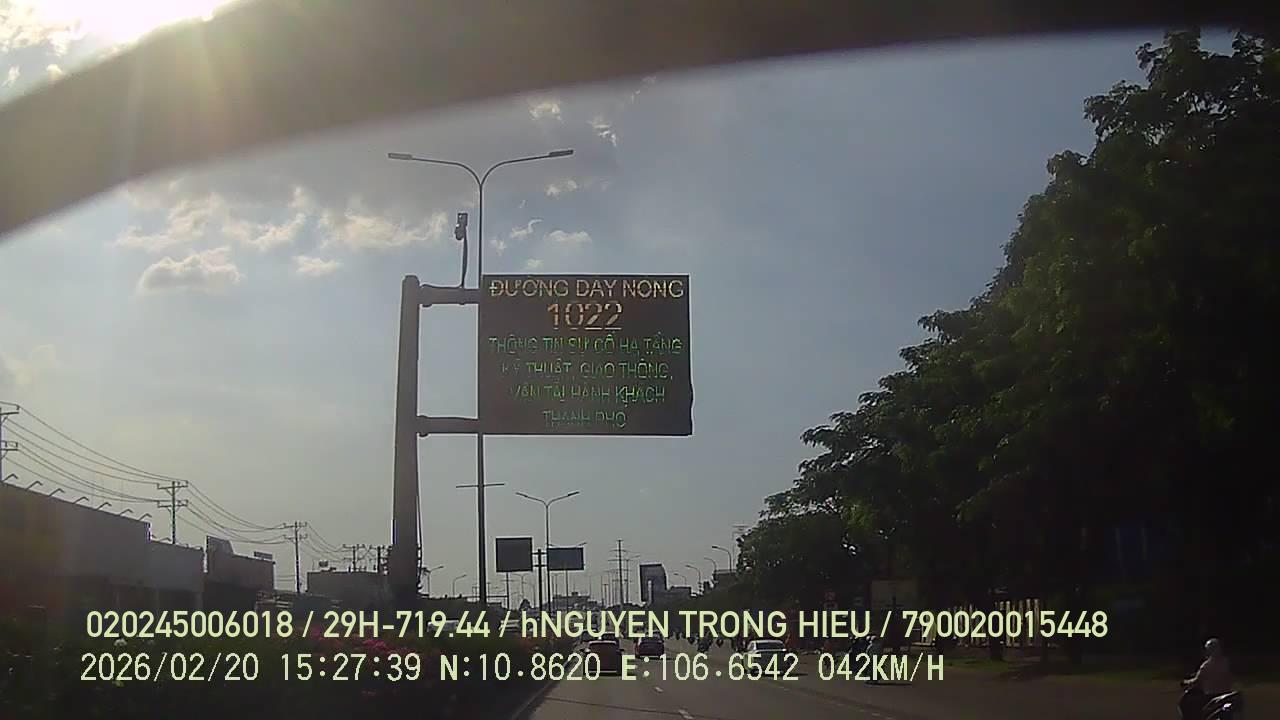 ĐƯỜNG DÂY NÓNG
1022
THÔNG TIN SỰ CỐ HẠ TẦNG
KỸ THUẬT, GIAO THÔNG,
VẬN TẢI HÀNH KHÁCH
THÀNH PHỐ
020245006018 / 29H-719.44 / hNGUYEN TRONG HIEU / 790020015448
2026/02/20 15:27:39 N:10.8620 E:106.6542 042KM/H